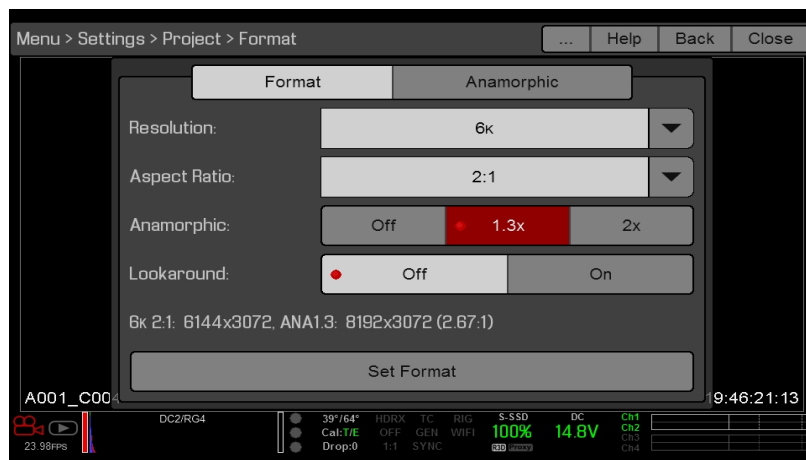 Menu > Settings > Project > Format ... Help Back Close
Format Anamorphic
Resolution: 6K
Aspect Ratio: 2:1
Anamorphic: Off 1.3x 2x
Lookaround: Off On
6K 2:1: 6144x3072, ANA1.3: 8192x3072 (2.67:1)
Set Format
A001_C004 19:46:21:13
DC2/RG4 39°/64° HDRX TC RIG S-SSD DC Ch1
Cal:T/E OFF GEN WIFI 100% 14.8V Ch2
23.98FPS Drop:0 1:1 SYNC R3D Proxy Ch3
Ch4